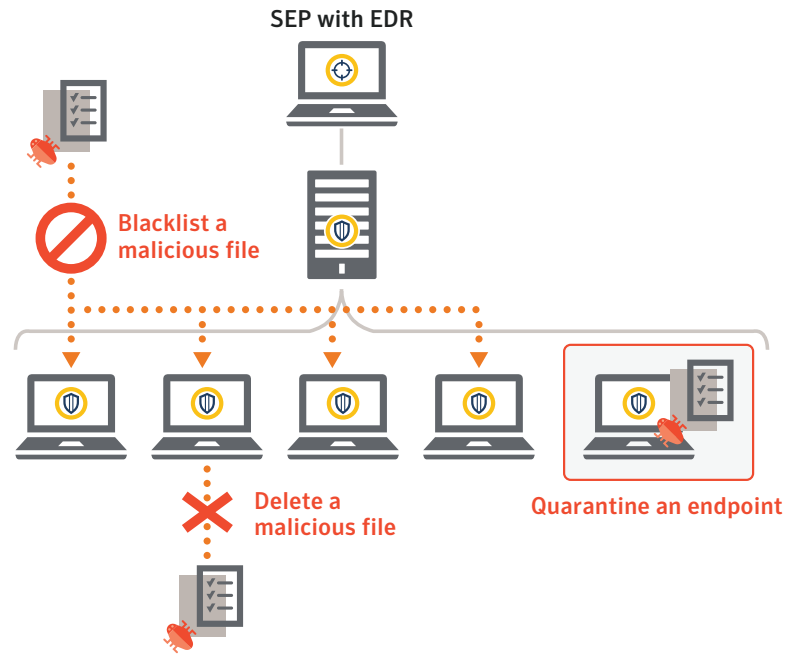 SEP with EDR
Blacklist a
malicious file
Delete a
malicious file
Quarantine an endpoint